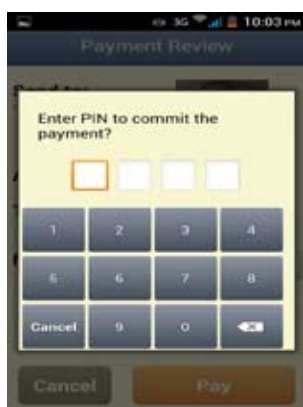 3G 10:03 PM
Payment Review
Enter PIN to commit the
payment?
1 2 3 4
5 6 7 8
Cancel 9 0
Cancel Pay